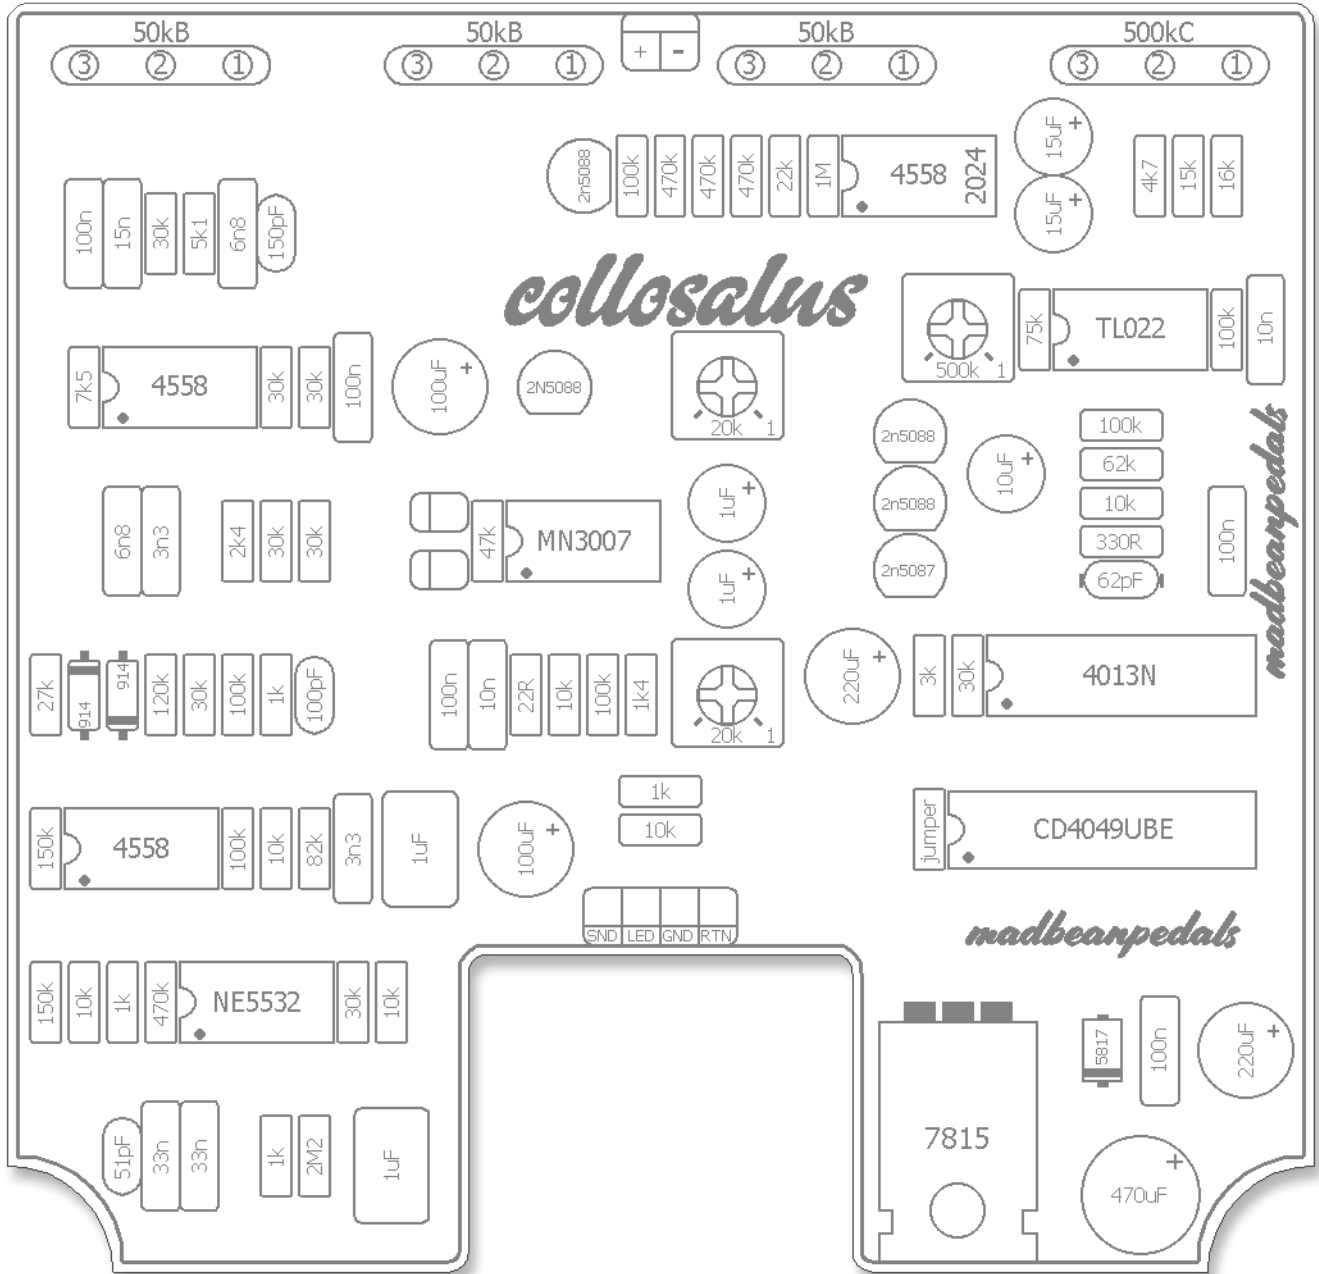 50kB 50kB 50kB 500kC
3 2 1 3 2 1 + - 3 2 1 3 2 1
2n5088 100k 470k 470k 470k 22k 1M 4558 2024 15uF + 4k7 15k 16k
15uF +
100n 15n 30k 5k1 6n8 150pF
collosalus
500k 1 75k TL022 100k 10n
7k5 4558 30k 30k 100n 100uF + 2N5088 20k 1
2n5088 10uF + 100k
62k
madbeanpedals
6n8 3n3 2k4 30k 30k 47k MN3007 1uF + 2n5088 10k 100n
330R
1uF + 2n5087 62pF
27k 914 914 120k 30k 100k 1k 100pF 100n 10n 22R 10k 100k 1k4 20k 1 220uF + 3k 30k 4013N
1k
150k 4558 100k 10k 82k 3n3 1uF 100uF + 10k jumper CD4049UBE
SND LED GND RTN
madbeanpedals
150k 10k 1k 470k NE5532 30k 10k
5817 100n 220uF +
51pF 33n 33n 1k 2M2 1uF 7815
470uF +